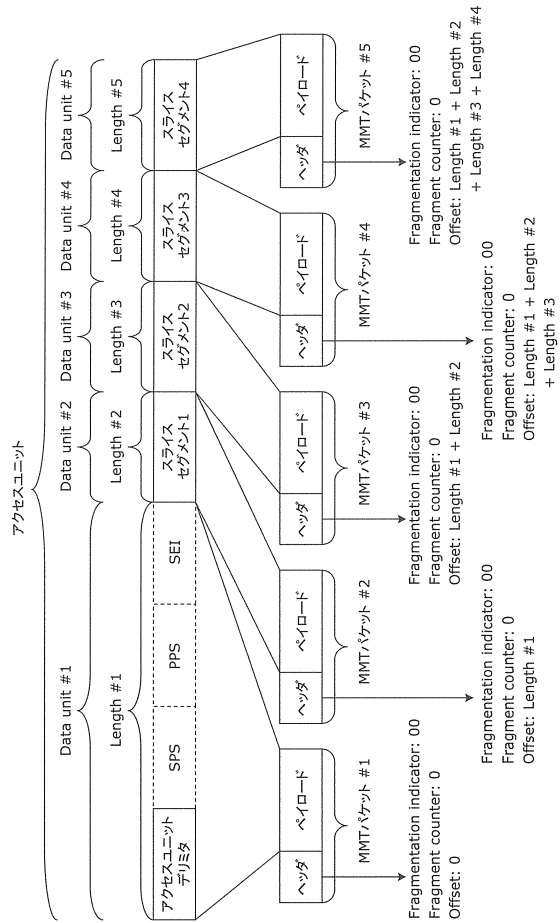 アクセスユニット
Data unit #1
Data unit #2
Data unit #3
Data unit #4
Data unit #5
Length #1
Length #2
Length #3
Length #4
Length #5
アクセスユニット
デリミタ
SPS
PPS
SEI
スライス
セグメント1
スライス
セグメント2
スライス
セグメント3
スライス
セグメント4
ヘッダ
ペイロード
MMTパケット #1
Fragmentation indicator: 00
Fragment counter: 0
Offset: 0
ヘッダ
ペイロード
MMTパケット #2
Fragmentation indicator: 00
Fragment counter: 0
Offset: Length #1
ヘッダ
ペイロード
MMTパケット #3
Fragmentation indicator: 00
Fragment counter: 0
Offset: Length #1 + Length #2
ヘッダ
ペイロード
MMTパケット #4
Fragmentation indicator: 00
Fragment counter: 0
Offset: Length #1 + Length #2
+ Length #3
ヘッダ
ペイロード
MMTパケット #5
Fragmentation indicator: 00
Fragment counter: 0
Offset: Length #1 + Length #2
+ Length #3 + Length #4